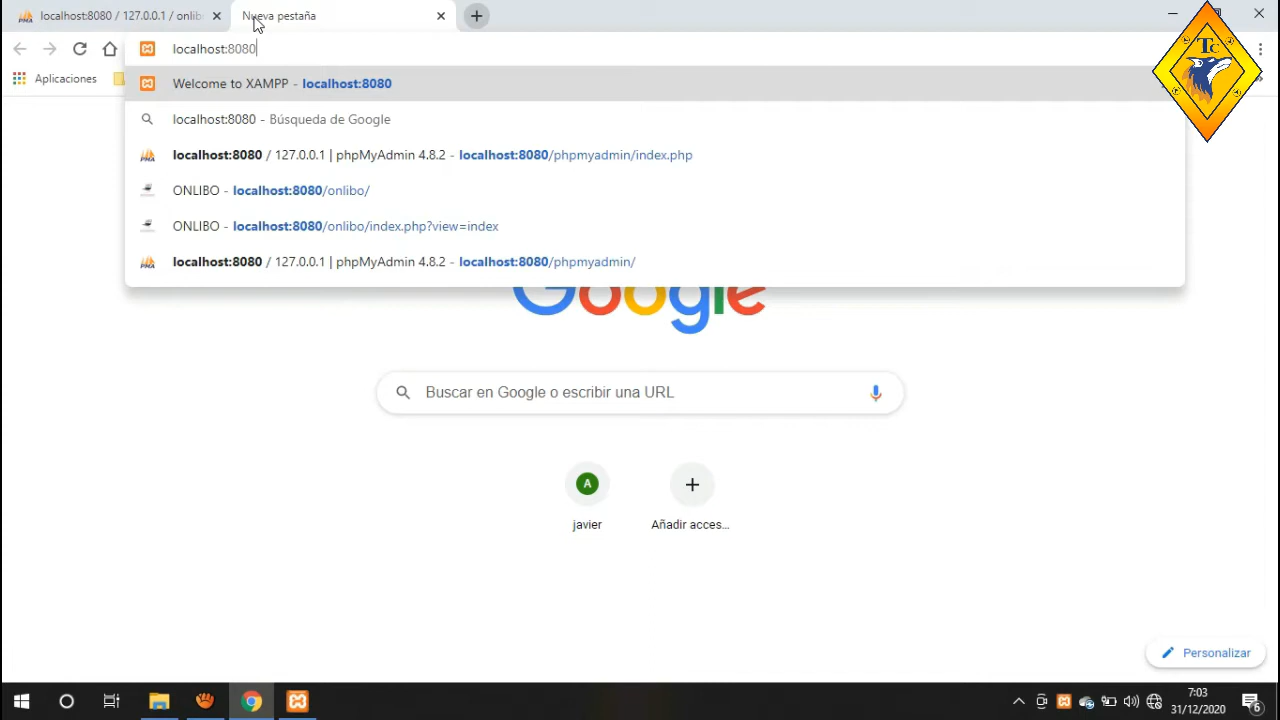 localhost:8080 / 127.0.0.1 / onlib
Nueva pestaña
localhost:8080
Aplicaciones
Welcome to XAMPP - localhost:8080
localhost:8080 - Búsqueda de Google
localhost:8080 / 127.0.0.1 | phpMyAdmin 4.8.2 - localhost:8080/phpmyadmin/index.php
ONLIBO - localhost:8080/onlibo/
ONLIBO - localhost:8080/onlibo/index.php?view=index
localhost:8080 / 127.0.0.1 | phpMyAdmin 4.8.2 - localhost:8080/phpmyadmin/
PMA
PMA
TC
Google
Buscar en Google o escribir una URL
A
javier
Añadir acces...
Personalizar
7:03
31/12/2020
6